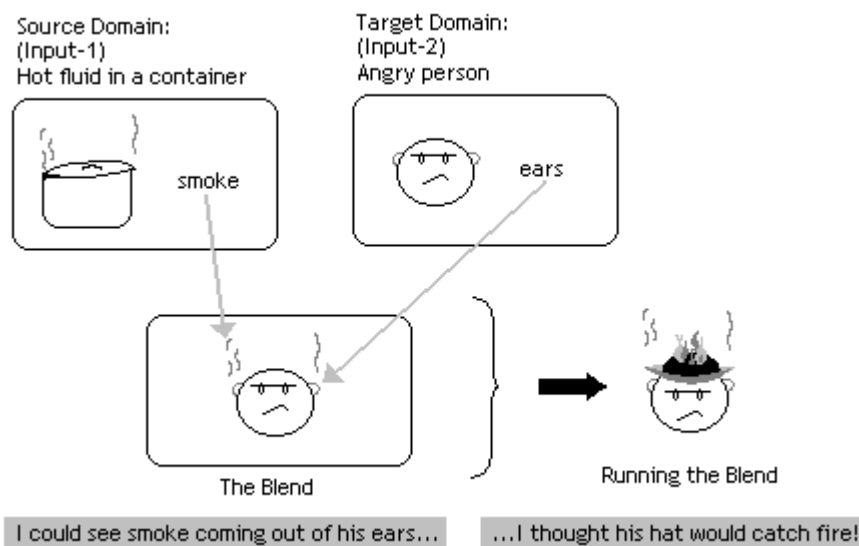 Source Domain:
(Input-1)
Hot fluid in a container
Target Domain:
(Input-2)
Angry person
smoke
ears
The Blend
Running the Blend
I could see smoke coming out of his ears...
...I thought his hat would catch fire!